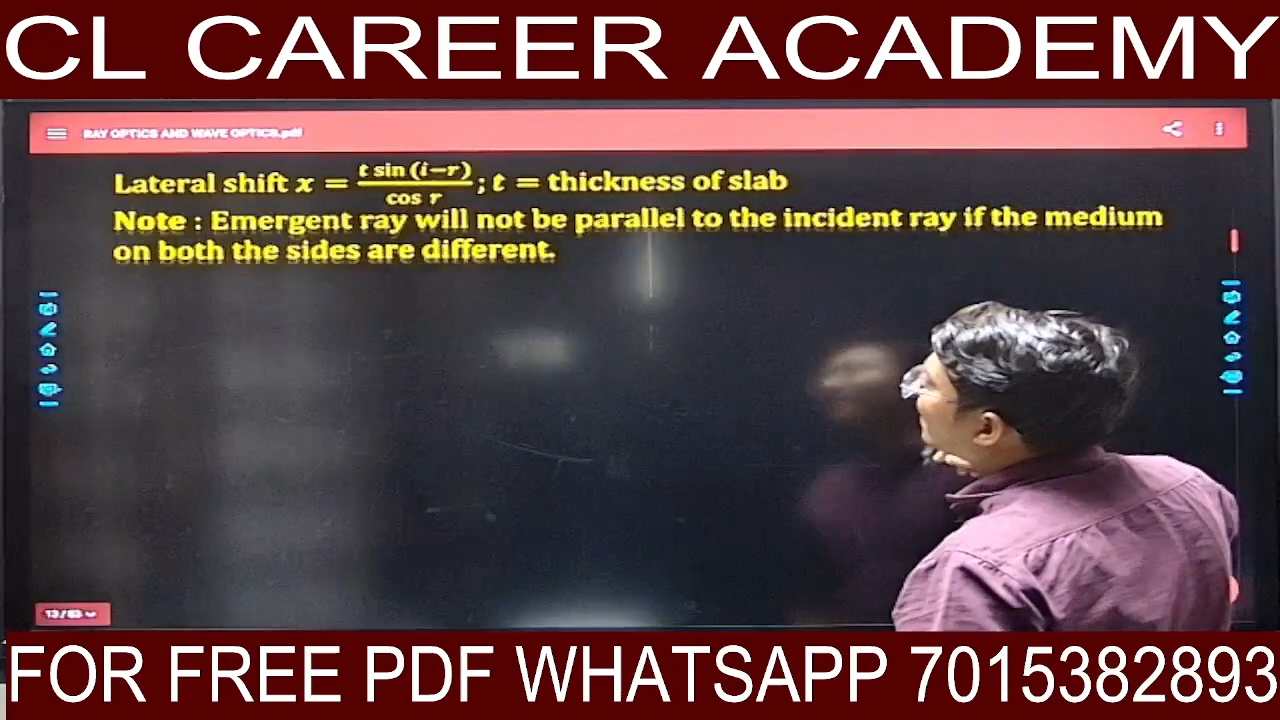 CL CAREER ACADEMY
RAY OPTICS AND WAVE OPTICS.pdf
Lateral shift x = t sin (i−r) / cos r ; t = thickness of slab
Note : Emergent ray will not be parallel to the incident ray if the medium
on both the sides are different.
13 / 83
FOR FREE PDF WHATSAPP 7015382893